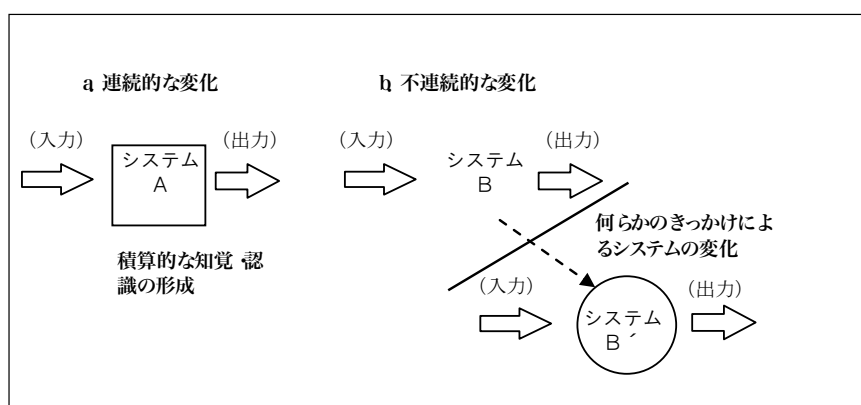 a. 連続的な変化
(入力)
システム
A
(出力)
積算的な知覚・認
識の形成
b. 不連続的な変化
(入力)
システム
B
(出力)
何らかのきっかけによ
るシステムの変化
(入力)
システム
B´
(出力)